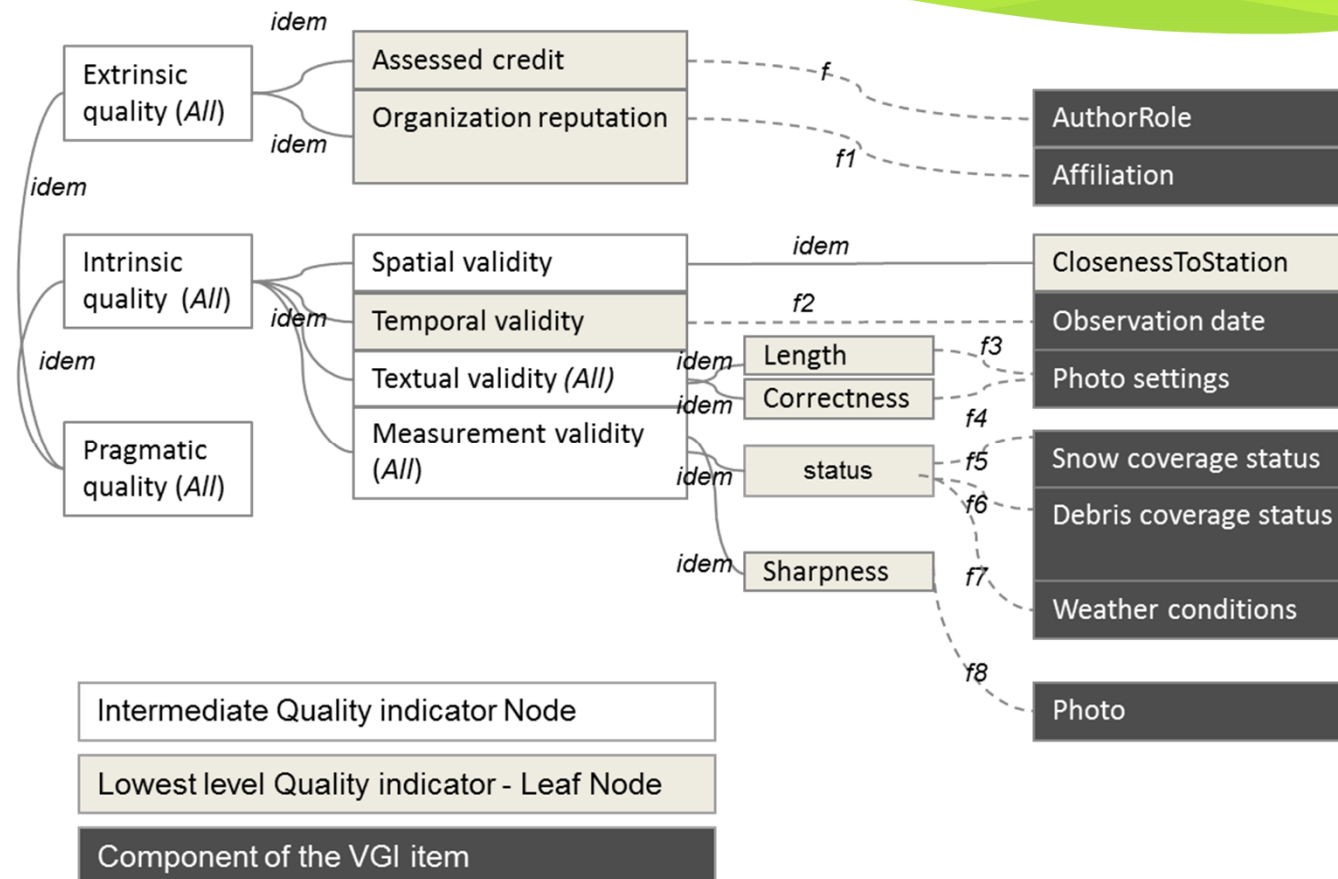 idem
Extrinsic
quality (All)
Assessed credit
f
idem
Organization reputation
f1
AuthorRole
Affiliation
idem
Intrinsic
quality (All)
idem
Spatial validity
idem
ClosenessToStation
Temporal validity
f2
Observation date
Textual validity (All)
idem
Length
f3
idem
Correctness
Photo settings
f4
idem
Pragmatic
quality (All)
Measurement validity
(All)
idem
status
f5
Snow coverage status
f6
Debris coverage status
idem
Sharpness
f7
Weather conditions
f8
Photo
Intermediate Quality indicator Node
Lowest level Quality indicator - Leaf Node
Component of the VGI item